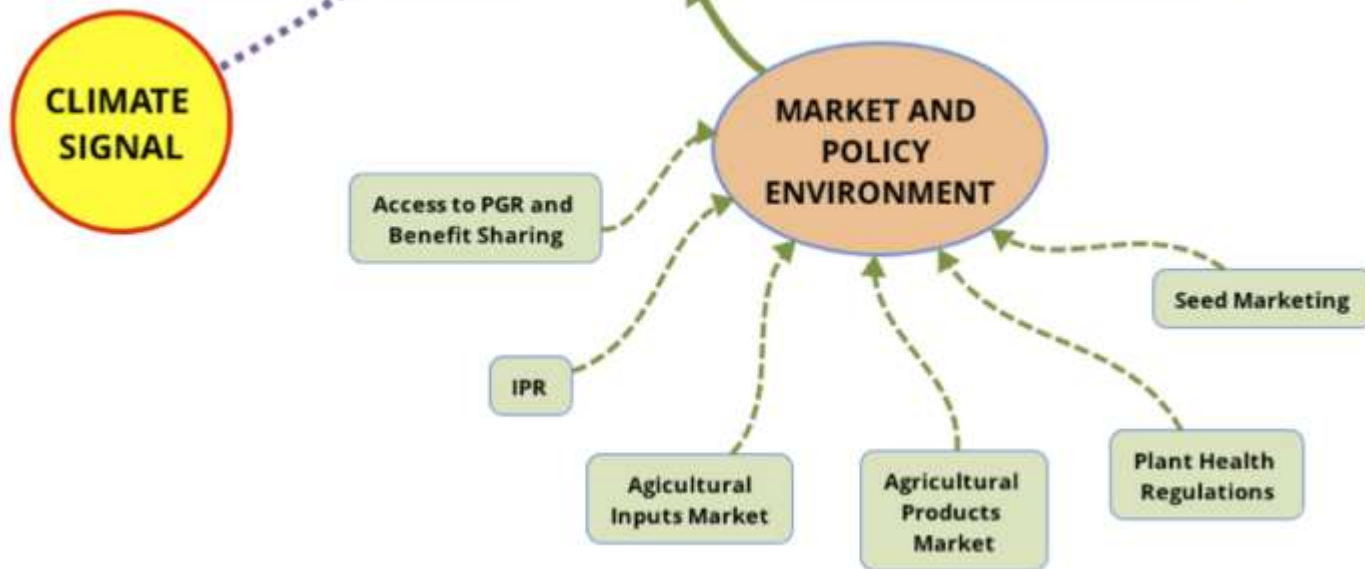 CLIMATE
SIGNAL
MARKET AND
POLICY
ENVIRONMENT
Access to PGR and
Benefit Sharing
Seed Marketing
IPR
Agicultural
Inputs Market
Agricultural
Products
Market
Plant Health
Regulations